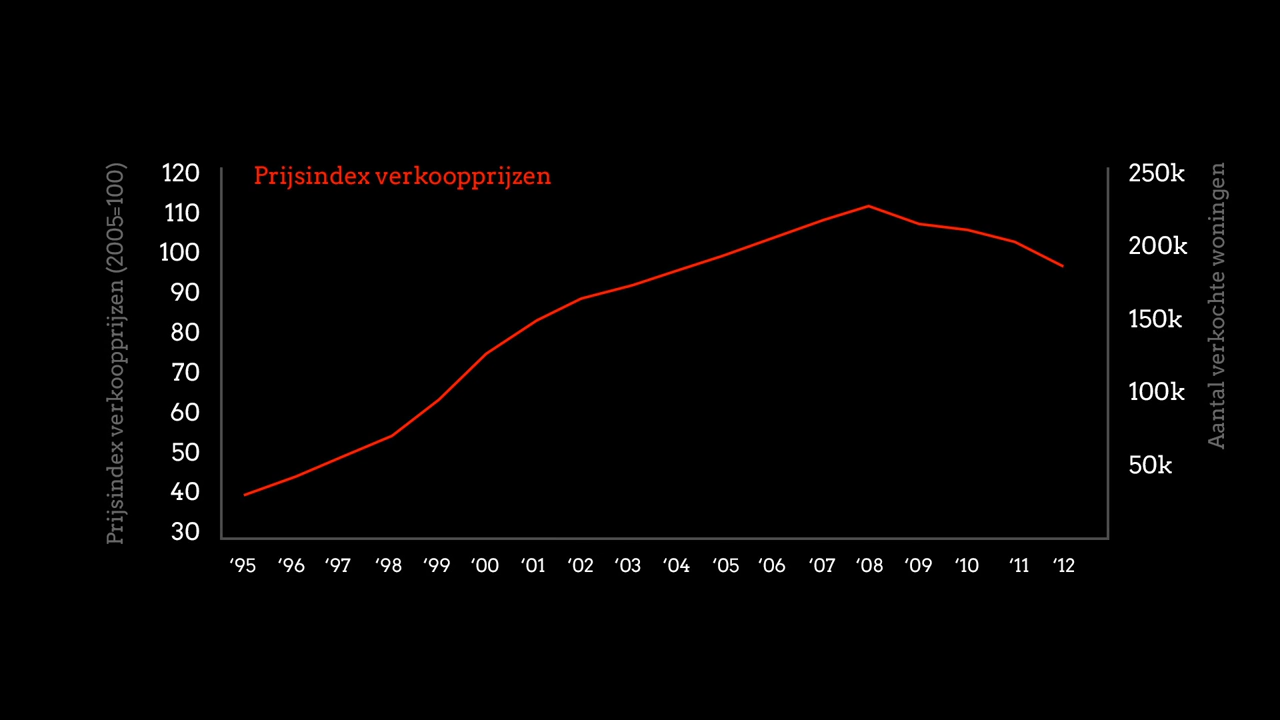 Prijsindex verkoopprijzen
Prijsindex verkoopprijzen (2005=100)
120
110
100
90
80
70
60
50
40
30
250k
200k
150k
100k
50k
Aantal verkochte woningen
‘95 ‘96 ‘97 ‘98 ‘99 ‘00 ‘01 ‘02 ‘03 ‘04 ‘05 ‘06 ‘07 ‘08 ‘09 ‘10 ‘11 ‘12